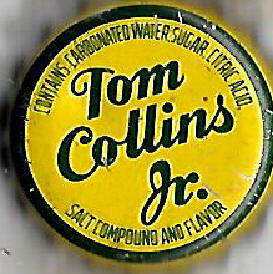 CONTAINS CARBONATED WATER, SUGAR, CITRIC ACID,
Tom
Collins
Jr.
SALT COMPOUND AND FLAVOR